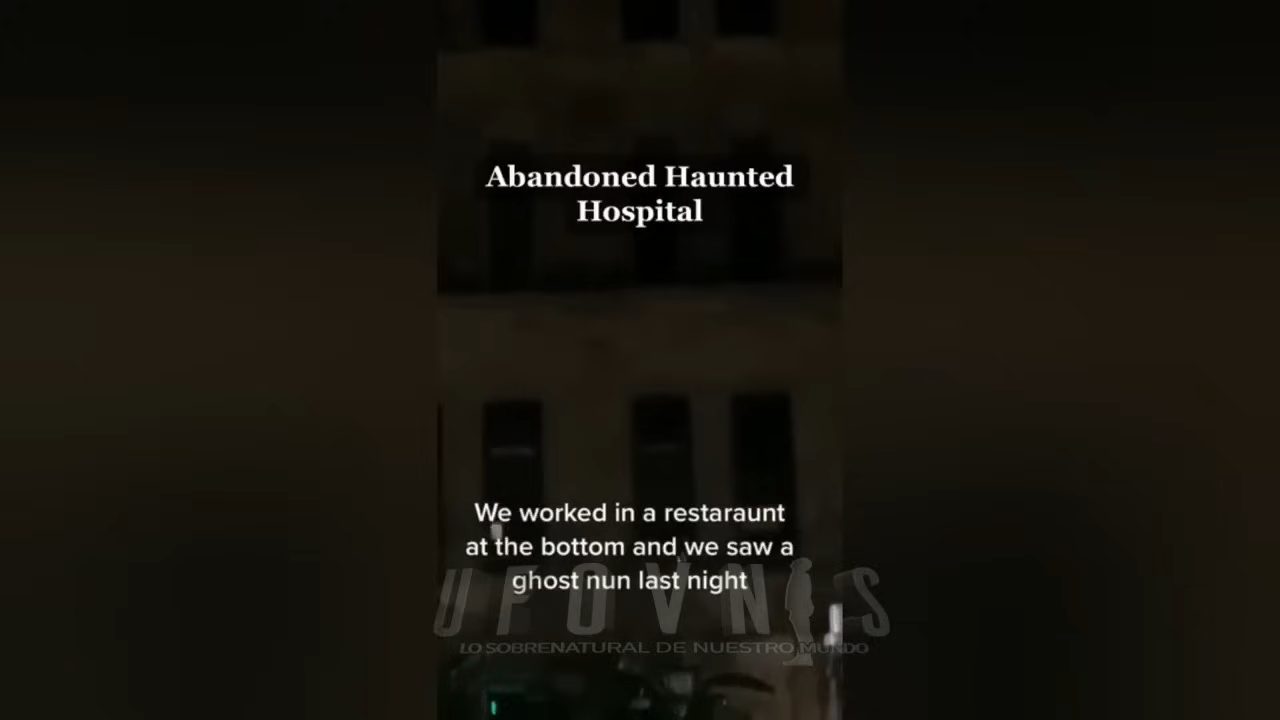 Abandoned Haunted
Hospital
We worked in a restaraunt
at the bottom and we saw a
ghost nun last night
UFOVNIS
LO SOBRENATURAL DE NUESTRO MUNDO